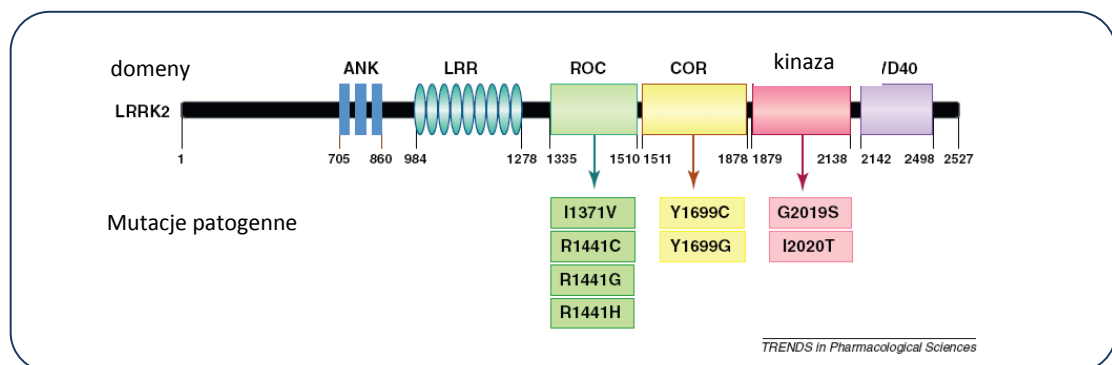 domeny ANK LRR ROC COR kinaza /D40
LRRK2
1 705 860 984 1278 1335 1510 1511 1878 1879 2138 2142 2498 2527
Mutacje patogenne
I1371V Y1699C G2019S
R1441C Y1699G I2020T
R1441G
R1441H
TRENDS in Pharmacological Sciences